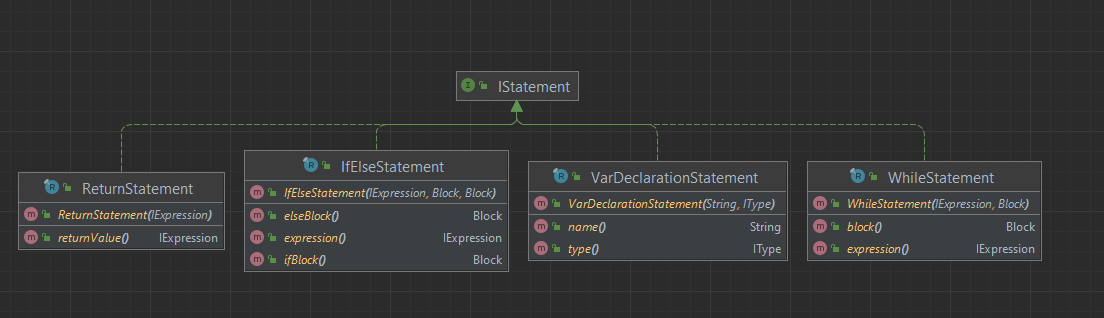 I IStatement
R ReturnStatement
m ReturnStatement(IExpression)
m returnValue() IExpression
R IfElseStatement
m IfElseStatement(IExpression, Block, Block)
m elseBlock() Block
m expression() IExpression
m ifBlock() Block
R VarDeclarationStatement
m VarDeclarationStatement(String, IType)
m name() String
m type() IType
R WhileStatement
m WhileStatement(IExpression, Block)
m block() Block
m expression() IExpression